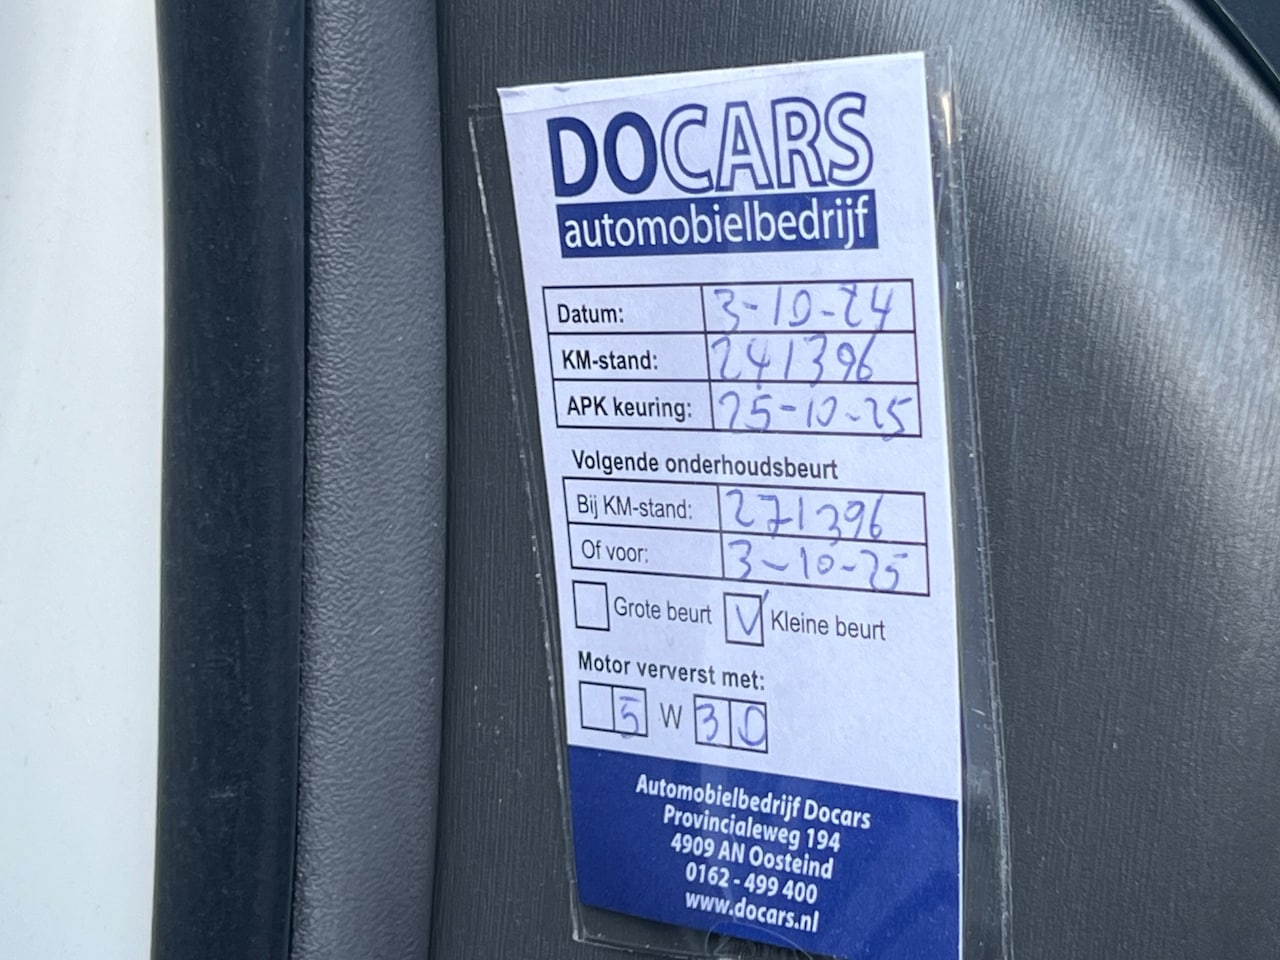 DOCARS
automobielbedrijf
Datum: 3-10-24
KM-stand: 241396
APK keuring: 25-10-25
Volgende onderhoudsbeurt
Bij KM-stand: 271396
Of voor: 3-10-25
Grote beurt V Kleine beurt
Motor ververst met:
5 W 30
Automobielbedrijf Docars
Provincialeweg 194
4909 AN Oosteind
0162 - 499 400
www.docars.nl